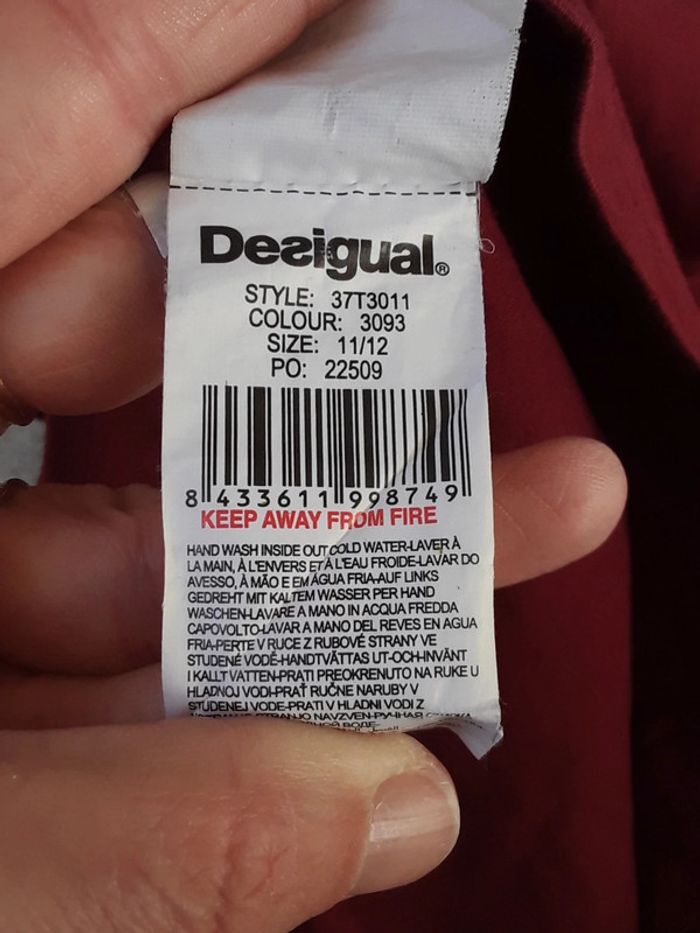 Desigual®
STYLE: 37T3011
COLOUR: 3093
SIZE: 11/12
PO: 22509
8 433611 998749
KEEP AWAY FROM FIRE
HAND WASH INSIDE OUT COLD WATER-LAVER À
LA MAIN, À L'ENVERS ET À L'EAU FROIDE-LAVAR DO
AVESSO, À MÃO E EM ÁGUA FRIA-AUF LINKS
GEDREHT MIT KALTEM WASSER PER HAND
WASCHEN-LAVARE A MANO IN ACQUA FREDDA
CAPOVOLTO-LAVAR A MANO DEL REVES EN AGUA
FRIA-PERTE V RUCE Z RUBOVÉ STRANY VE
STUDENÉ VODĚ-HANDTVÄTTAS UT-OCH-INVÄNT
I KALLT VATTEN-PRATI PREOKRENUTO NA RUKE U
HLADNOJ VODI-PRAŤ RUČNE NARUBY V
STUDENEJ VODE-PRATI V HLADNI VODI Z
NAVZVEN-РУЧНАЯ
ВОДЕ-